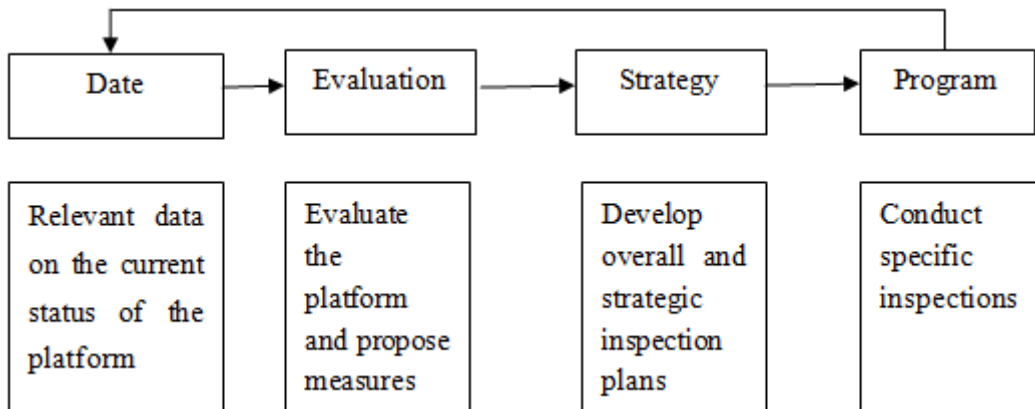 Date
Evaluation
Strategy
Program
Relevant data
on the current
status of the
platform
Evaluate
the
platform
and propose
measures
Develop
overall and
strategic
inspection
plans
Conduct
specific
inspections